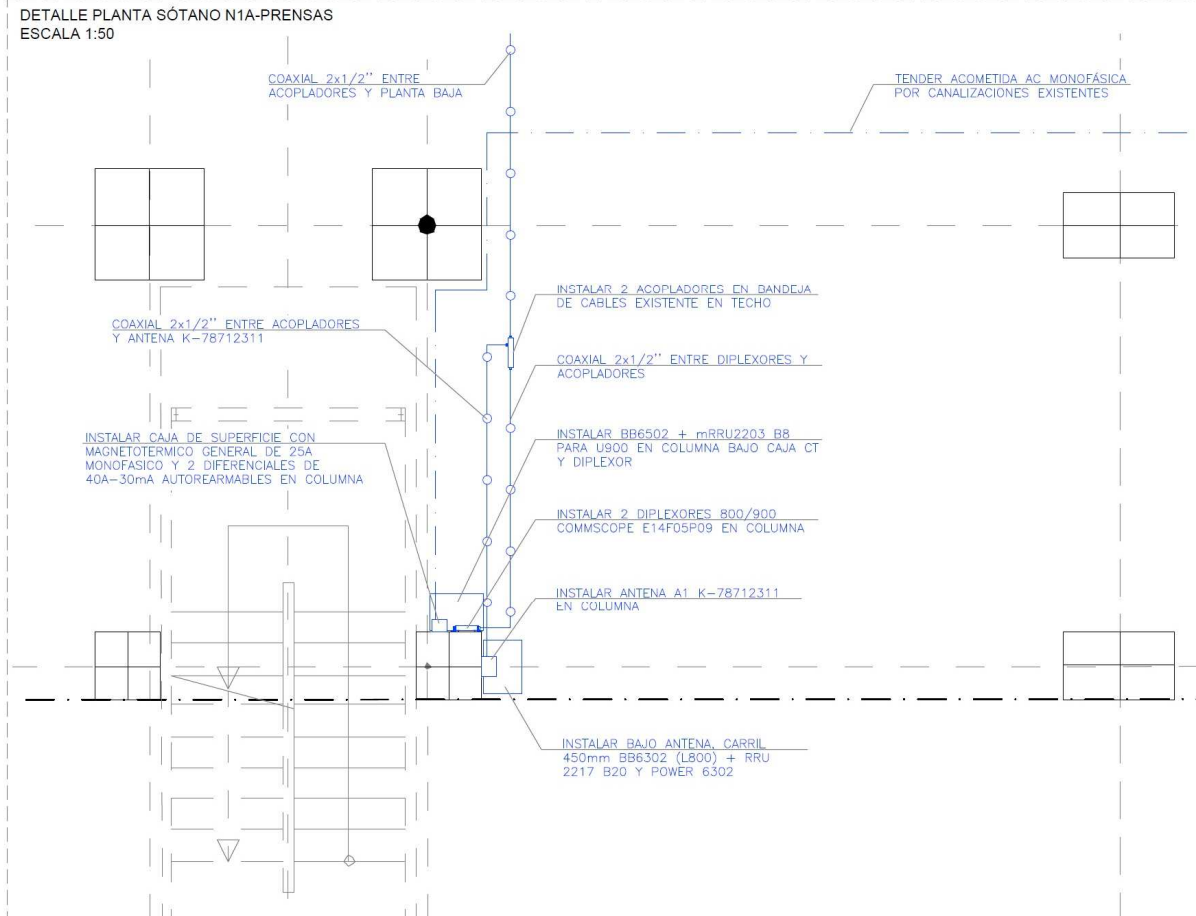 DETALLE PLANTA SÓTANO N1A-PRENSAS
ESCALA 1:50
COAXIAL 2x1/2'' ENTRE
ACOPLADORES Y PLANTA BAJA
TENDER ACOMETIDA AC MONOFÁSICA
POR CANALIZACIONES EXISTENTES
INSTALAR 2 ACOPLADORES EN BANDEJA
DE CABLES EXISTENTE EN TECHO
COAXIAL 2x1/2'' ENTRE ACOPLADORES
Y ANTENA K-78712311
COAXIAL 2x1/2'' ENTRE DIPLEXORES Y
ACOPLADORES
INSTALAR CAJA DE SUPERFICIE CON
MAGNETOTERMICO GENERAL DE 25A
MONOFASICO Y 2 DIFERENCIALES DE
40A-30mA AUTOREARMABLES EN COLUMNA
INSTALAR BB6502 + mRRU2203 B8
PARA U900 EN COLUMNA BAJO CAJA CT
Y DIPLEXOR
INSTALAR 2 DIPLEXORES 800/900
COMMSCOPE E14F05P09 EN COLUMNA
INSTALAR ANTENA A1 K-78712311
EN COLUMNA
INSTALAR BAJO ANTENA, CARRIL
450mm BB6302 (L800) + RRU
2217 B20 Y POWER 6302